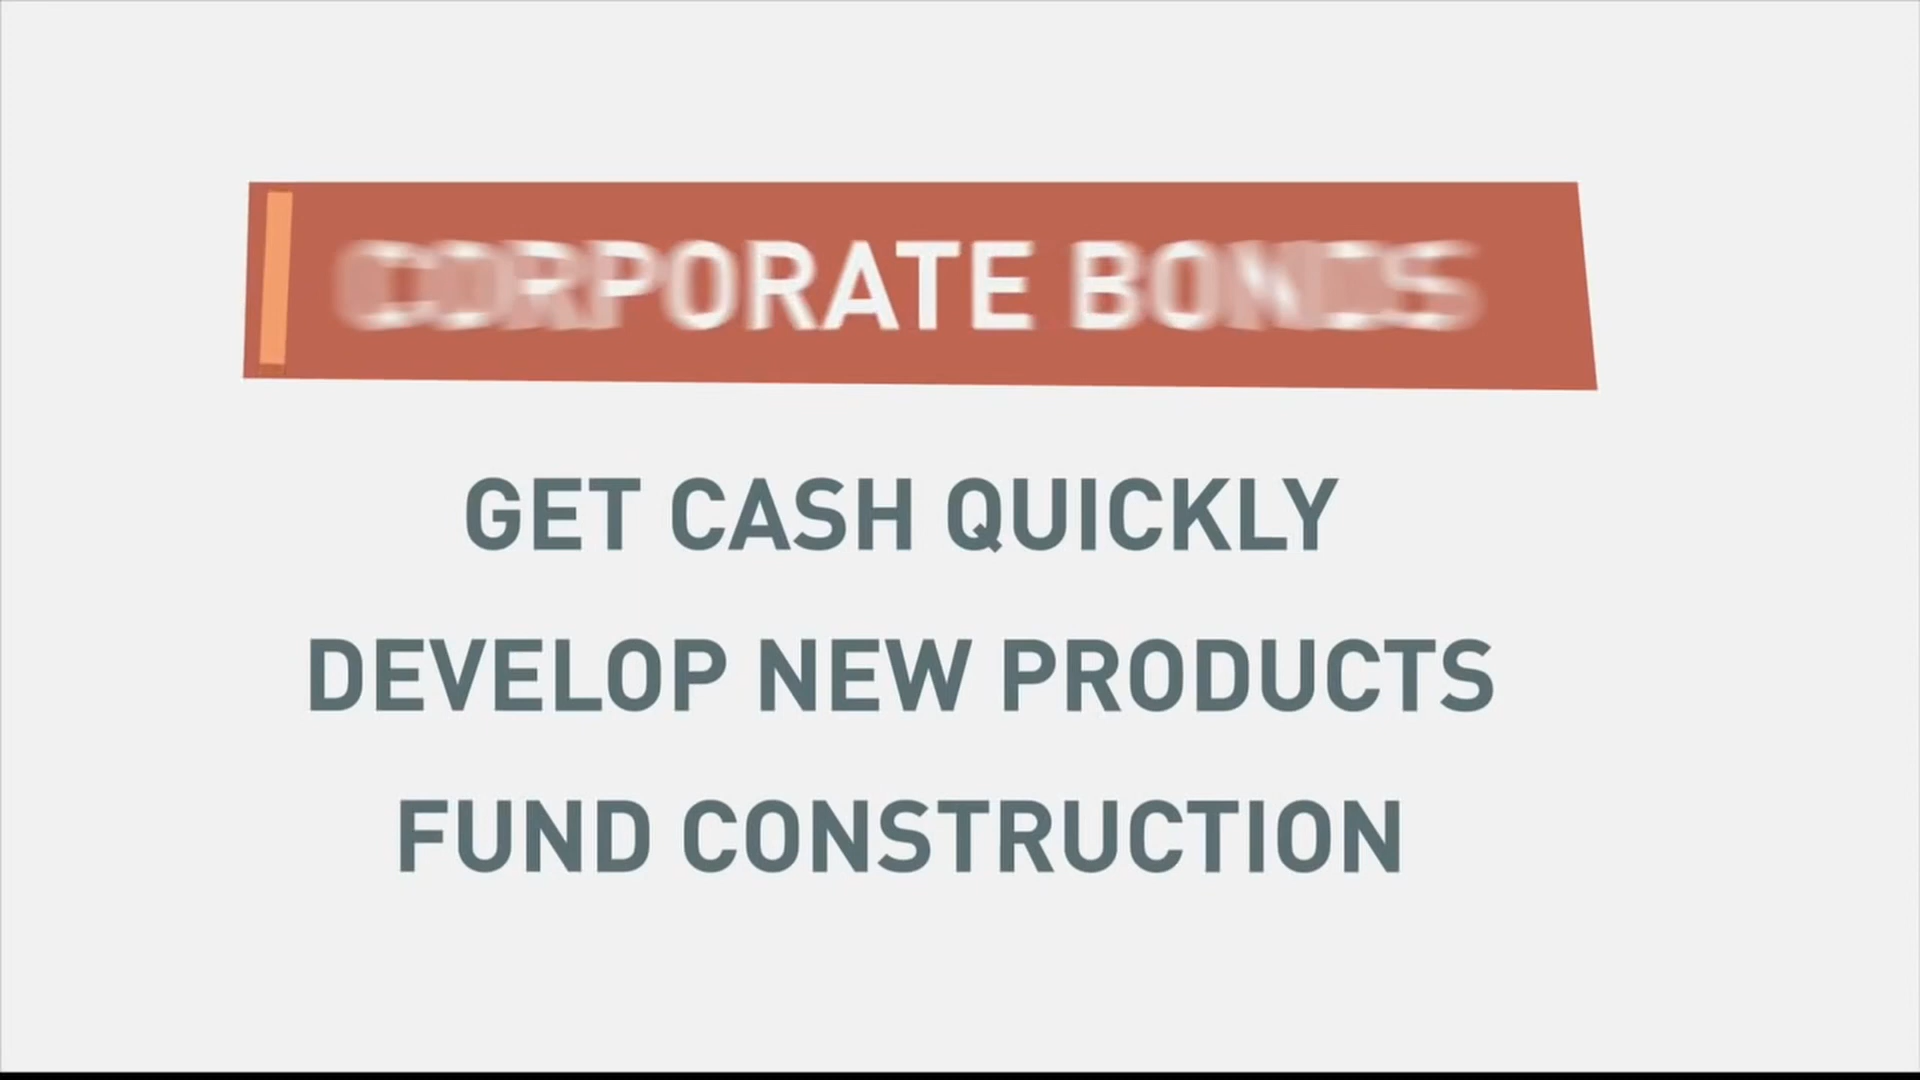 CORPORATE BONDS
GET CASH QUICKLY
DEVELOP NEW PRODUCTS
FUND CONSTRUCTION